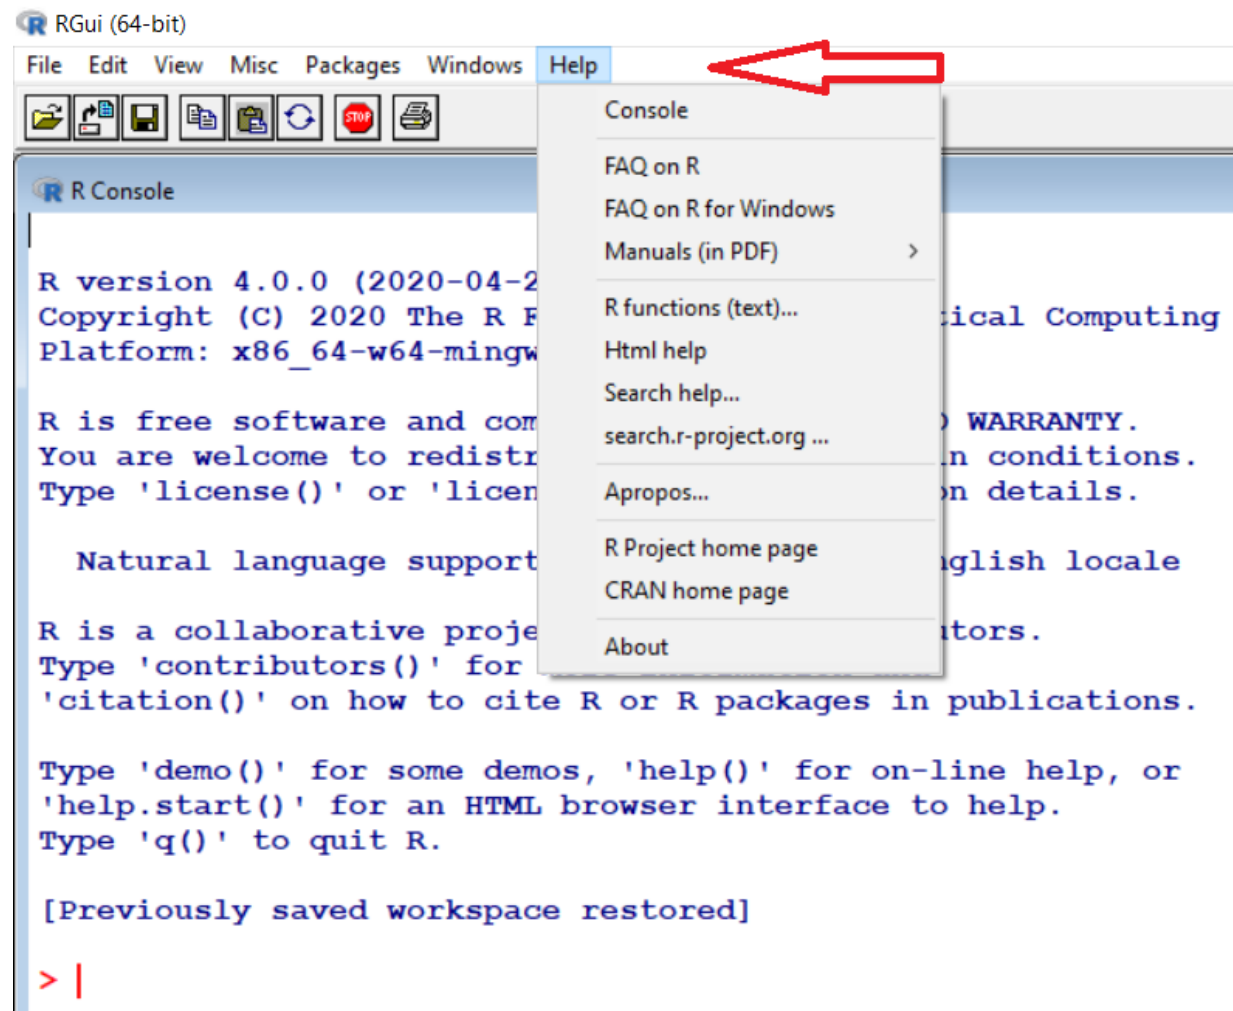 RGui (64-bit)
File Edit View Misc Packages Windows Help
STOP
Console
FAQ on R
FAQ on R for Windows
Manuals (in PDF)
R functions (text)...
Html help
Search help...
search.r-project.org ...
Apropos...
R Project home page
CRAN home page
About
R Console
R version 4.0.0 (2020-04-2
Copyright (C) 2020 The R F tical Computing
Platform: x86_64-w64-mingw
R is free software and com WARRANTY.
You are welcome to redistr n conditions.
Type 'license()' or 'licen on details.
Natural language support nglish locale
R is a collaborative proje utors.
Type 'contributors()' for
'citation()' on how to cite R or R packages in publications.
Type 'demo()' for some demos, 'help()' for on-line help, or
'help.start()' for an HTML browser interface to help.
Type 'q()' to quit R.
[Previously saved workspace restored]
>